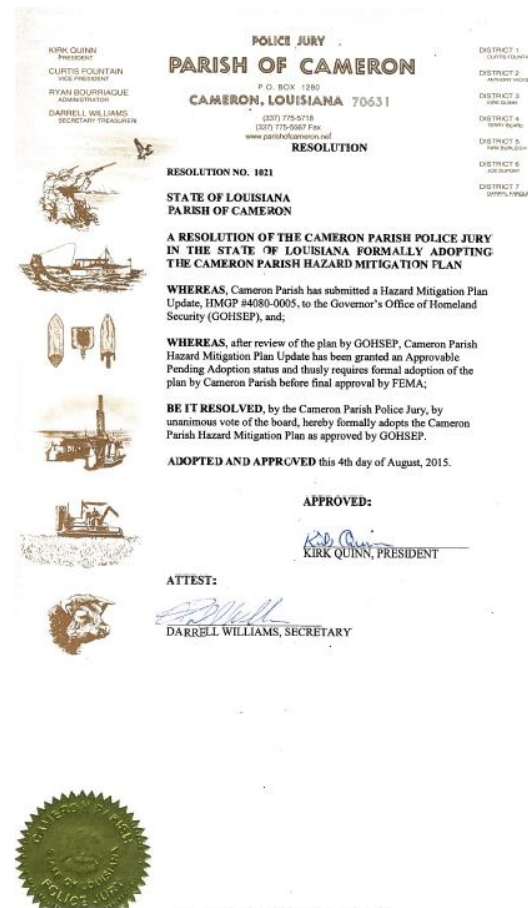 POLICE JURY
PARISH OF CAMERON
P.O. BOX 1280
CAMERON, LOUISIANA 70631
(337) 775-5718
(337) 775-5567 Fax
www.parishofcameron.net
KIRK QUINN
PRESIDENT
CURTIS FOUNTAIN
VICE PRESIDENT
RYAN BOURRIAQUE
ADMINISTRATOR
DARRELL WILLIAMS
SECRETARY TREASURER
DISTRICT 1
DISTRICT 2
DISTRICT 3
KIRK QUINN
DISTRICT 4
DISTRICT 5
DISTRICT 6
JOE DUPONT
DISTRICT 7
RESOLUTION
RESOLUTION NO. 1021
STATE OF LOUISIANA
PARISH OF CAMERON
A RESOLUTION OF THE CAMERON PARISH POLICE JURY
IN THE STATE OF LOUISIANA FORMALLY ADOPTING
THE CAMERON PARISH HAZARD MITIGATION PLAN
WHEREAS, Cameron Parish has submitted a Hazard Mitigation Plan
Update, HMGP #4080-0005, to the Governor's Office of Homeland
Security (GOHSEP), and;
WHEREAS, after review of the plan by GOHSEP, Cameron Parish
Hazard Mitigation Plan Update has been granted an Approvable
Pending Adoption status and thusly requires formal adoption of the
plan by Cameron Parish before final approval by FEMA;
BE IT RESOLVED, by the Cameron Parish Police Jury, by
unanimous vote of the board, hereby formally adopts the Cameron
Parish Hazard Mitigation Plan as approved by GOHSEP.
ADOPTED AND APPROVED this 4th day of August, 2015.
APPROVED:
Kirk Quinn
KIRK QUINN, PRESIDENT
ATTEST:
DARRELL WILLIAMS, SECRETARY
CAMERON PARISH
STATE OF LOUISIANA
POLICE JURY